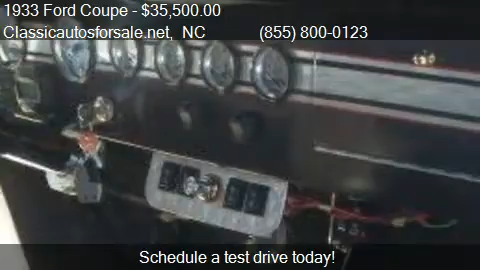 1933 Ford Coupe - $35,500.00
Classicautosforsale.net,  NC (855) 800-0123
Schedule a test drive today!